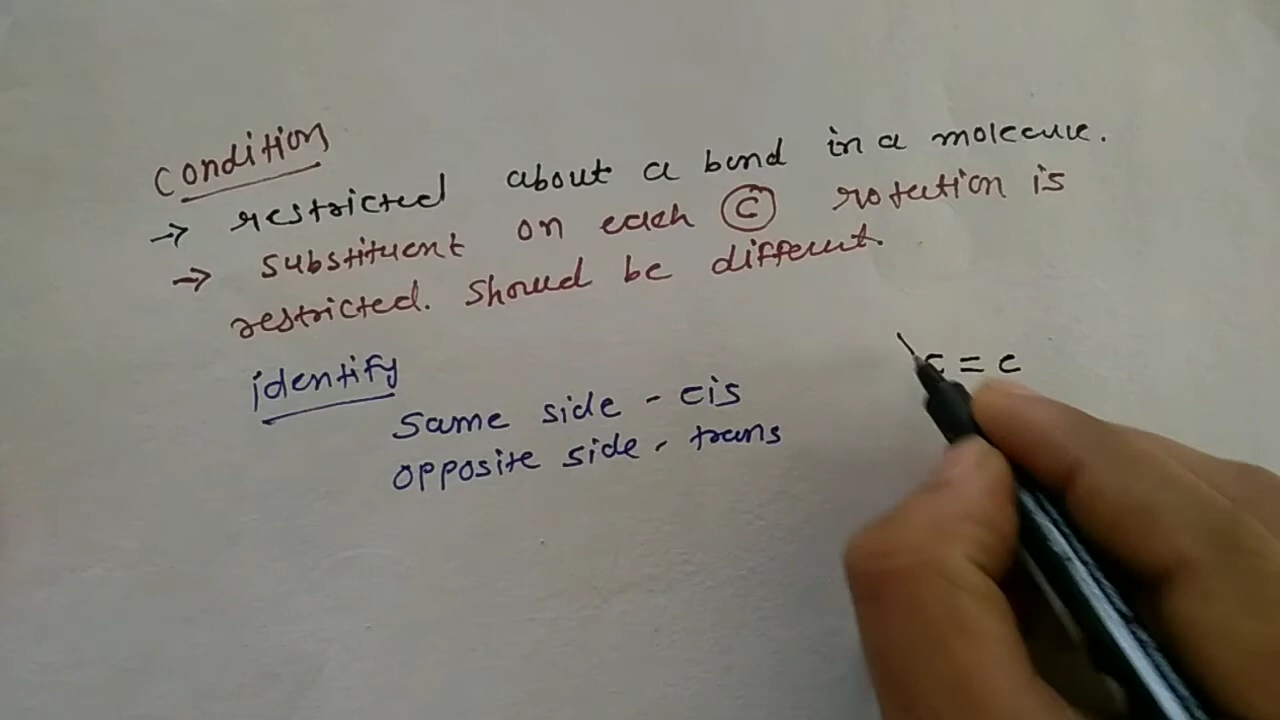 Condition
→ restricted about a bond in a molecule.
→ substituent on each C rotection is
restricted. Should be different.
identify
same side - cis
opposite side - trans
c = c